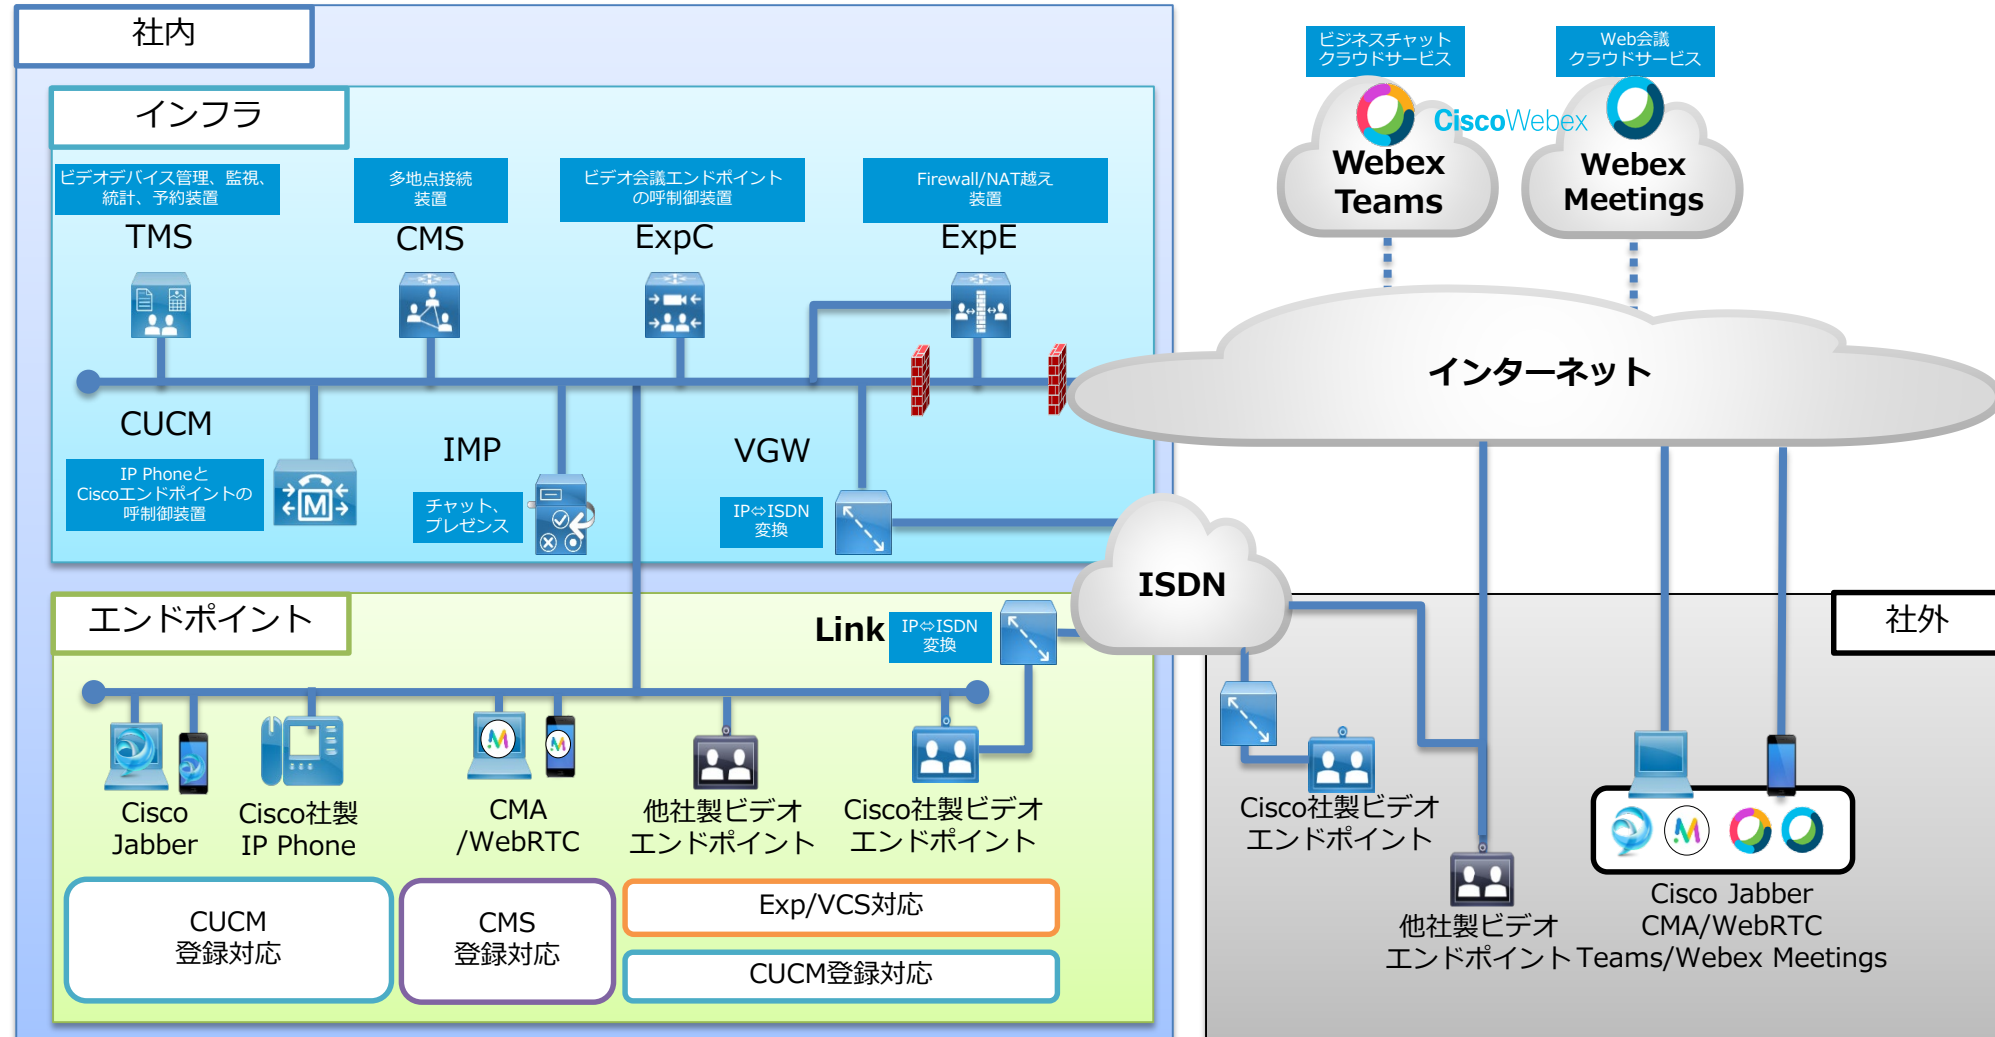 社内
インフラ
ビデオデバイス管理、監視、
統計、予約装置
TMS
多地点接続
装置
CMS
ビデオ会議エンドポイント
の呼制御装置
ExpC
Firewall/NAT越え
装置
ExpE
CUCM
IP Phoneと
Ciscoエンドポイントの
呼制御装置
M
IMP
チャット、
プレゼンス
VGW
IP⇔ISDN
変換
ビジネスチャット
クラウドサービス
Webex
Teams
CiscoWebex
Web会議
クラウドサービス
Webex
Meetings
インターネット
ISDN
エンドポイント
Link
IP⇔ISDN
変換
Cisco
Jabber
Cisco社製
IP Phone
CMA
/WebRTC
他社製ビデオ
エンドポイント
Cisco社製ビデオ
エンドポイント
CUCM
登録対応
CMS
登録対応
Exp/VCS対応
CUCM登録対応
社外
Cisco社製ビデオ
エンドポイント
他社製ビデオ
エンドポイント
Cisco Jabber
CMA/WebRTC
Teams/Webex Meetings